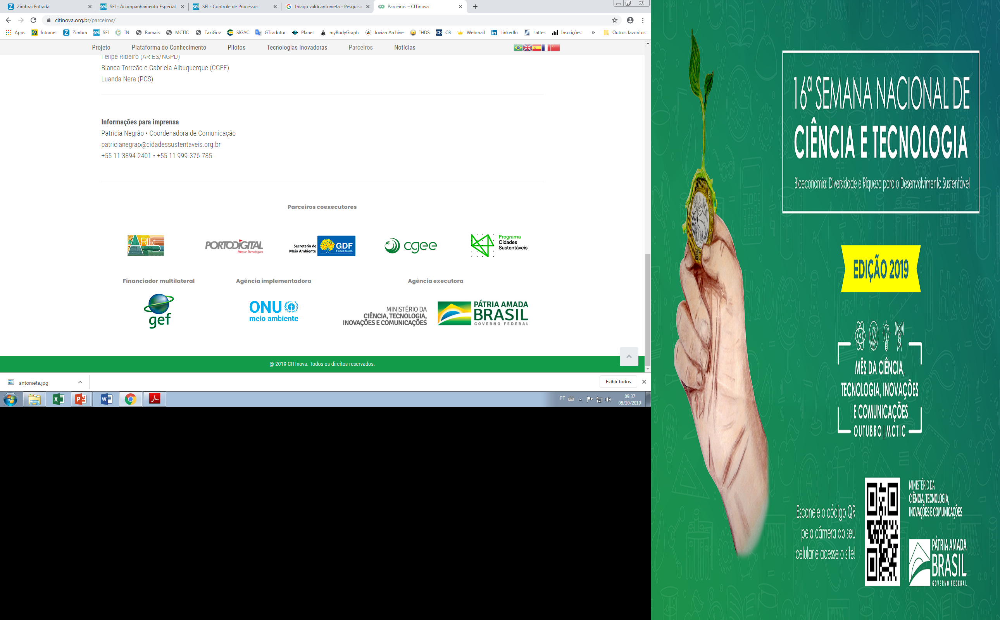 Zimbra: Entrada
SEI - Acompanhamento Especial
SEI - Controle de Processos
thiago valdi antonieta - Pesquisa
Parceiros – CITinova
citinova.org.br/parceiros/
Apps Intranet Zimbra SEI IN Ramais MCTIC TaxiGov SIGAC GTradutor Planet myBodyGraph Jovian Archive IHDS CB Webmail LinkedIn Lattes Inscrições » Outros favoritos
Projeto Plataforma do Conhecimento Pilotos Tecnologias Inovadoras Parceiros Notícias
Felipe Ribeiro (ARIES/NGPD)
Bianca Torreão e Gabriela Albuquerque (CGEE)
Luanda Nera (PCS)
Informações para imprensa
Patrícia Negrão • Coordenadora de Comunicação
patricianegrao@cidadessustentaveis.org.br
+55 11 3894-2401 • +55 11 999-376-785
Parceiros coexecutores
ARIES
PORTODIGITAL
Parque Tecnológico
Secretaria de
Meio Ambiente
GDF
É tempo de ação.
cgee
Programa
Cidades
Sustentáveis
Financiador multilateral
Agência implementadora
Agência executora
gef
ONU
meio ambiente
MINISTÉRIO DA
CIÊNCIA, TECNOLOGIA,
INOVAÇÕES E COMUNICAÇÕES
PÁTRIA AMADA
BRASIL
GOVERNO FEDERAL
@ 2019 CITInova. Todos os direitos reservados.
antonieta.jpg
Exibir todos
PT
09:37
08/10/2019
16ª SEMANA NACIONAL DE
CIÊNCIA E TECNOLOGIA
Bioeconomia: Diversidade e Riqueza para o Desenvolvimento Sustentável
EDIÇÃO 2019
MÊS DA CIÊNCIA,
TECNOLOGIA, INOVAÇÕES
E COMUNICAÇÕES
OUTUBRO | MCTIC
Escaneie o código QR
pela câmera do seu
celular e acesse o site!
MINISTÉRIO DA
CIÊNCIA, TECNOLOGIA,
INOVAÇÕES E COMUNICAÇÕES
PÁTRIA AMADA
BRASIL
GOVERNO FEDERAL